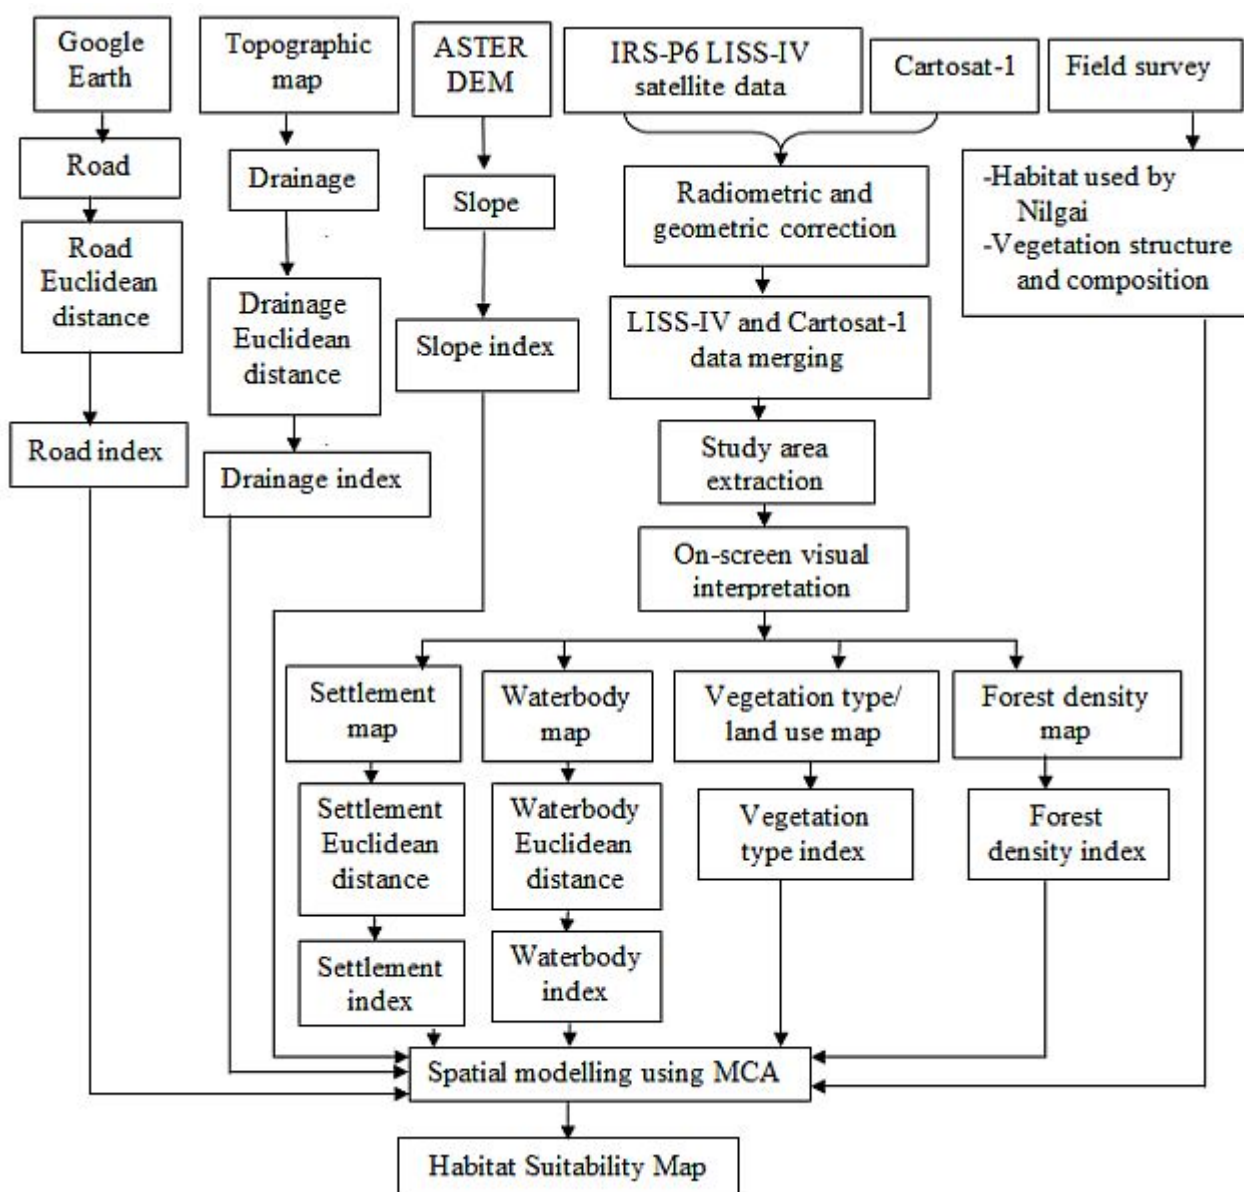 Google
Earth
Topographic
map
ASTER
DEM
IRS-P6 LISS-IV
satellite data
Cartosat-1
Field survey
Road
Drainage
Slope
Radiometric and
geometric correction
-Habitat used by
Nilgai
-Vegetation structure
and composition
Road
Euclidean
distance
Drainage
Euclidean
distance
Slope index
LISS-IV and Cartosat-1
data merging
Road index
Drainage index
Study area
extraction
On-screen visual
interpretation
Settlement
map
Waterbody
map
Vegetation type/
land use map
Forest density
map
Settlement
Euclidean
distance
Waterbody
Euclidean
distance
Vegetation
type index
Forest
density index
Settlement
index
Waterbody
index
Spatial modelling using MCA
Habitat Suitability Map